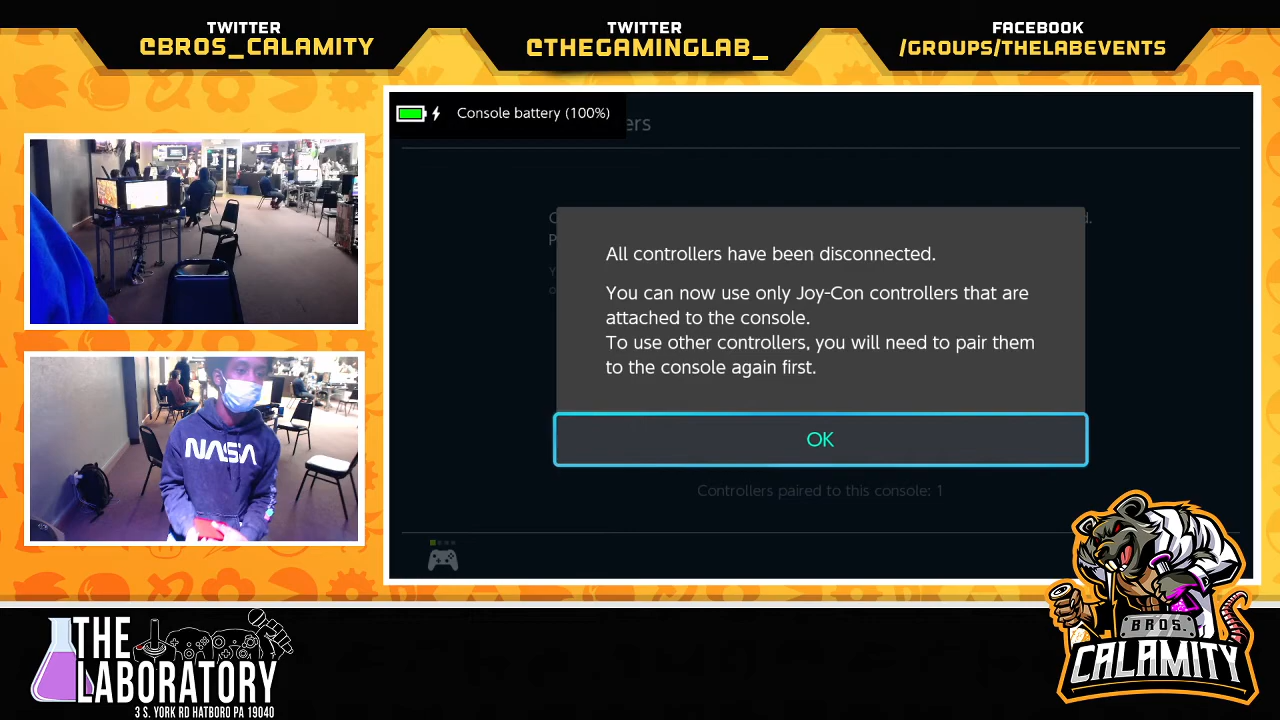 TWITTER
@BROS_CALAMITY
TWITTER
@THEGAMINGLAB_
FACEBOOK
/GROUPS/THELABEVENTS
Console battery (100%)
All controllers have been disconnected.
You can now use only Joy-Con controllers that are
attached to the console.
To use other controllers, you will need to pair them
to the console again first.
OK
Controllers paired to this console: 1
NASA
THE
LABORATORY
3 S. YORK RD HATBORO PA 19040
BROS.
CALAMITY